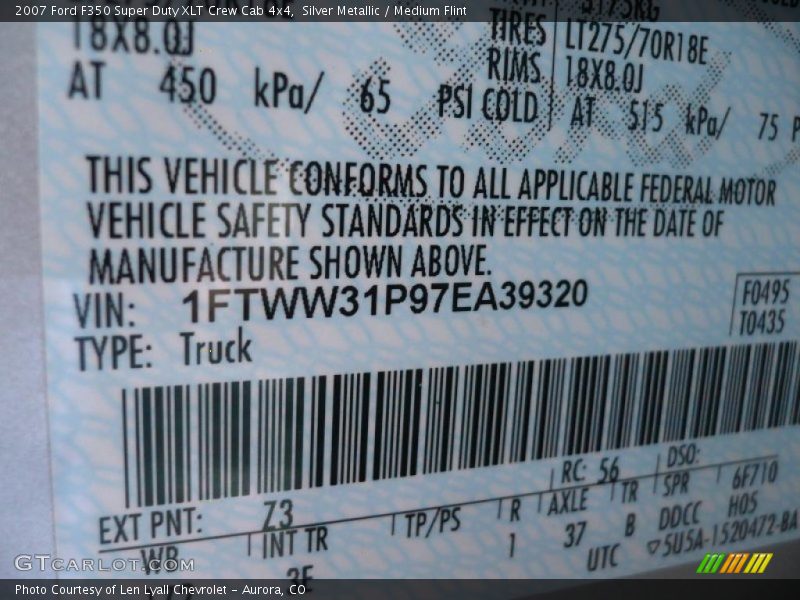 2007 Ford F350 Super Duty XLT Crew Cab 4x4, Silver Metallic / Medium Flint
18X8.0J
TIRES LT275/70R18E
RIMS 18X8.0J
AT 450 kPa/ 65 PSI COLD AT 515 kPa/ 75
THIS VEHICLE CONFORMS TO ALL APPLICABLE FEDERAL MOTOR
VEHICLE SAFETY STANDARDS IN EFFECT ON THE DATE OF
MANUFACTURE SHOWN ABOVE.
VIN: 1FTWW31P97EA39320
F0495
T0435
TYPE: Truck
EXT PNT: Z3 RC: 56 DSO:
WB INT TR TP/PS R AXLE TR SPR 6F710
3E 1 37 B DDCC H05
UTC ▽5U5A-1520472-BA
GTCARLOT.COM
Photo Courtesy of Len Lyall Chevrolet - Aurora, CO